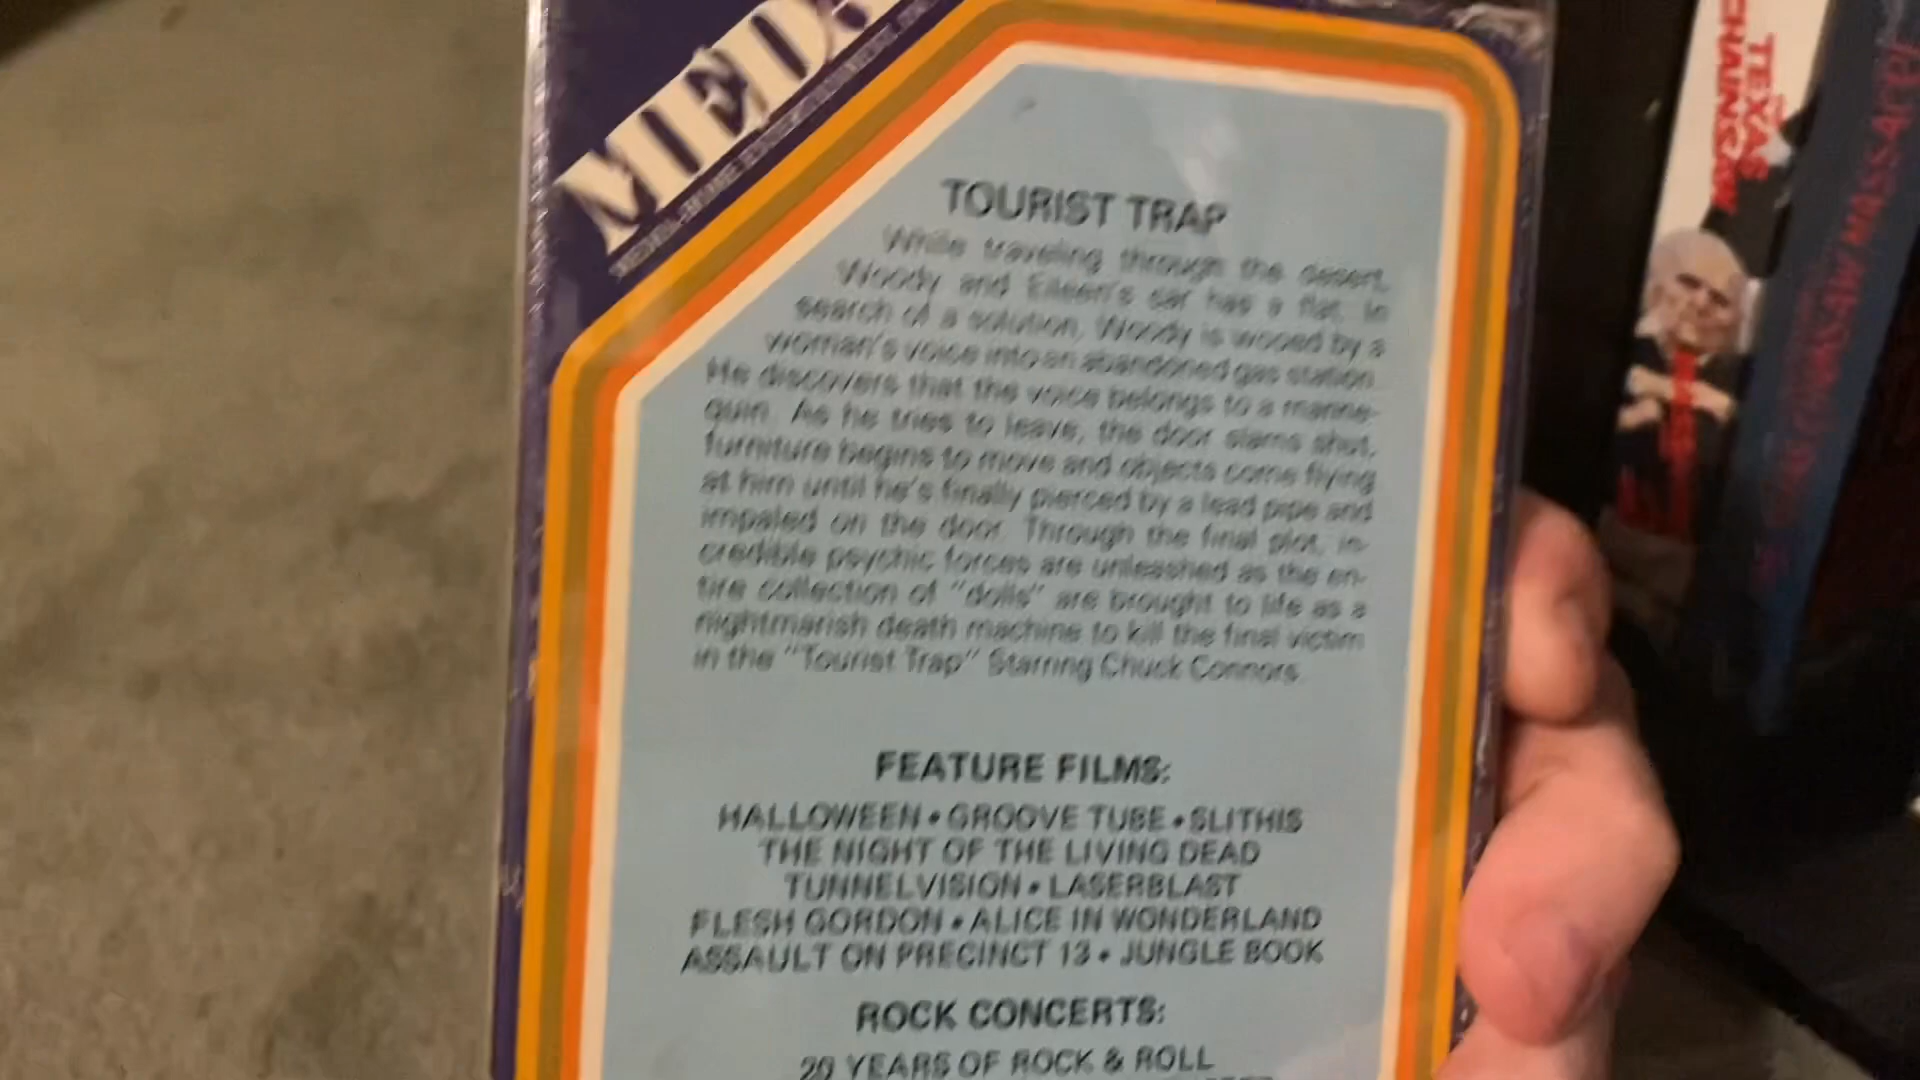 MED
TOURIST TRAP
While traveling through the desert,
Woody and Eileen's car has a flat. In
search of a solution, Woody is wooed by a
woman's voice into an abandoned gas station.
He discovers that the voice belongs to a manne-
quin. As he tries to leave, the door slams shut,
furniture begins to move and objects come flying
at him until he's finally pierced by a lead pipe and
impaled on the door. Through the final plot, in-
credible psychic forces are unleashed as the en-
tire collection of "dolls" are brought to life as a
nightmarish death machine to kill the final victim
in the "Tourist Trap" Starring Chuck Connors.
FEATURE FILMS:
HALLOWEEN • GROOVE TUBE • SLITHIS
THE NIGHT OF THE LIVING DEAD
TUNNELVISION • LASERBLAST
FLESH GORDON • ALICE IN WONDERLAND
ASSAULT ON PRECINCT 13 • JUNGLE BOOK
ROCK CONCERTS:
20 YEARS OF ROCK & ROLL
TEXAS
CHAINSAW
CHAINSAW MASSACRE